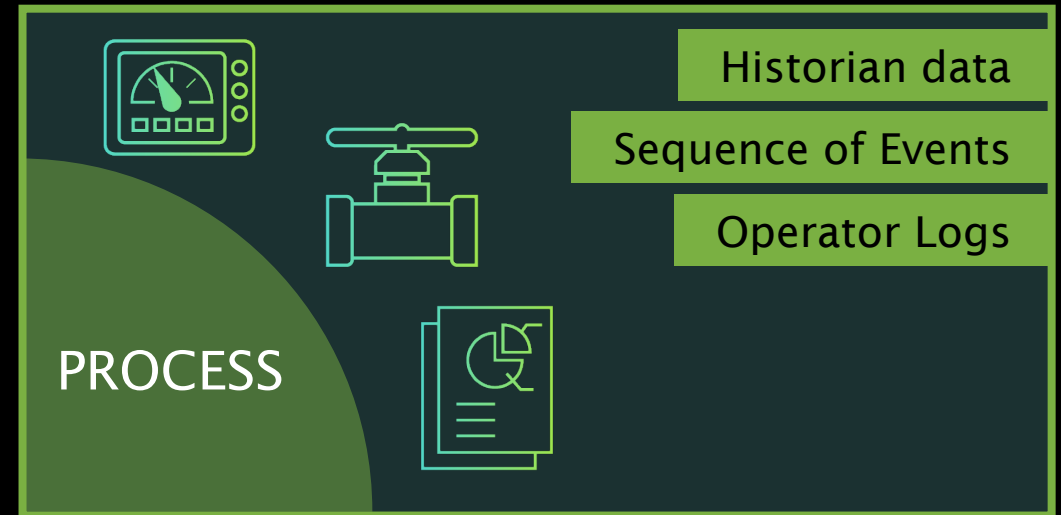 Historian data
Sequence of Events
Operator Logs
PROCESS